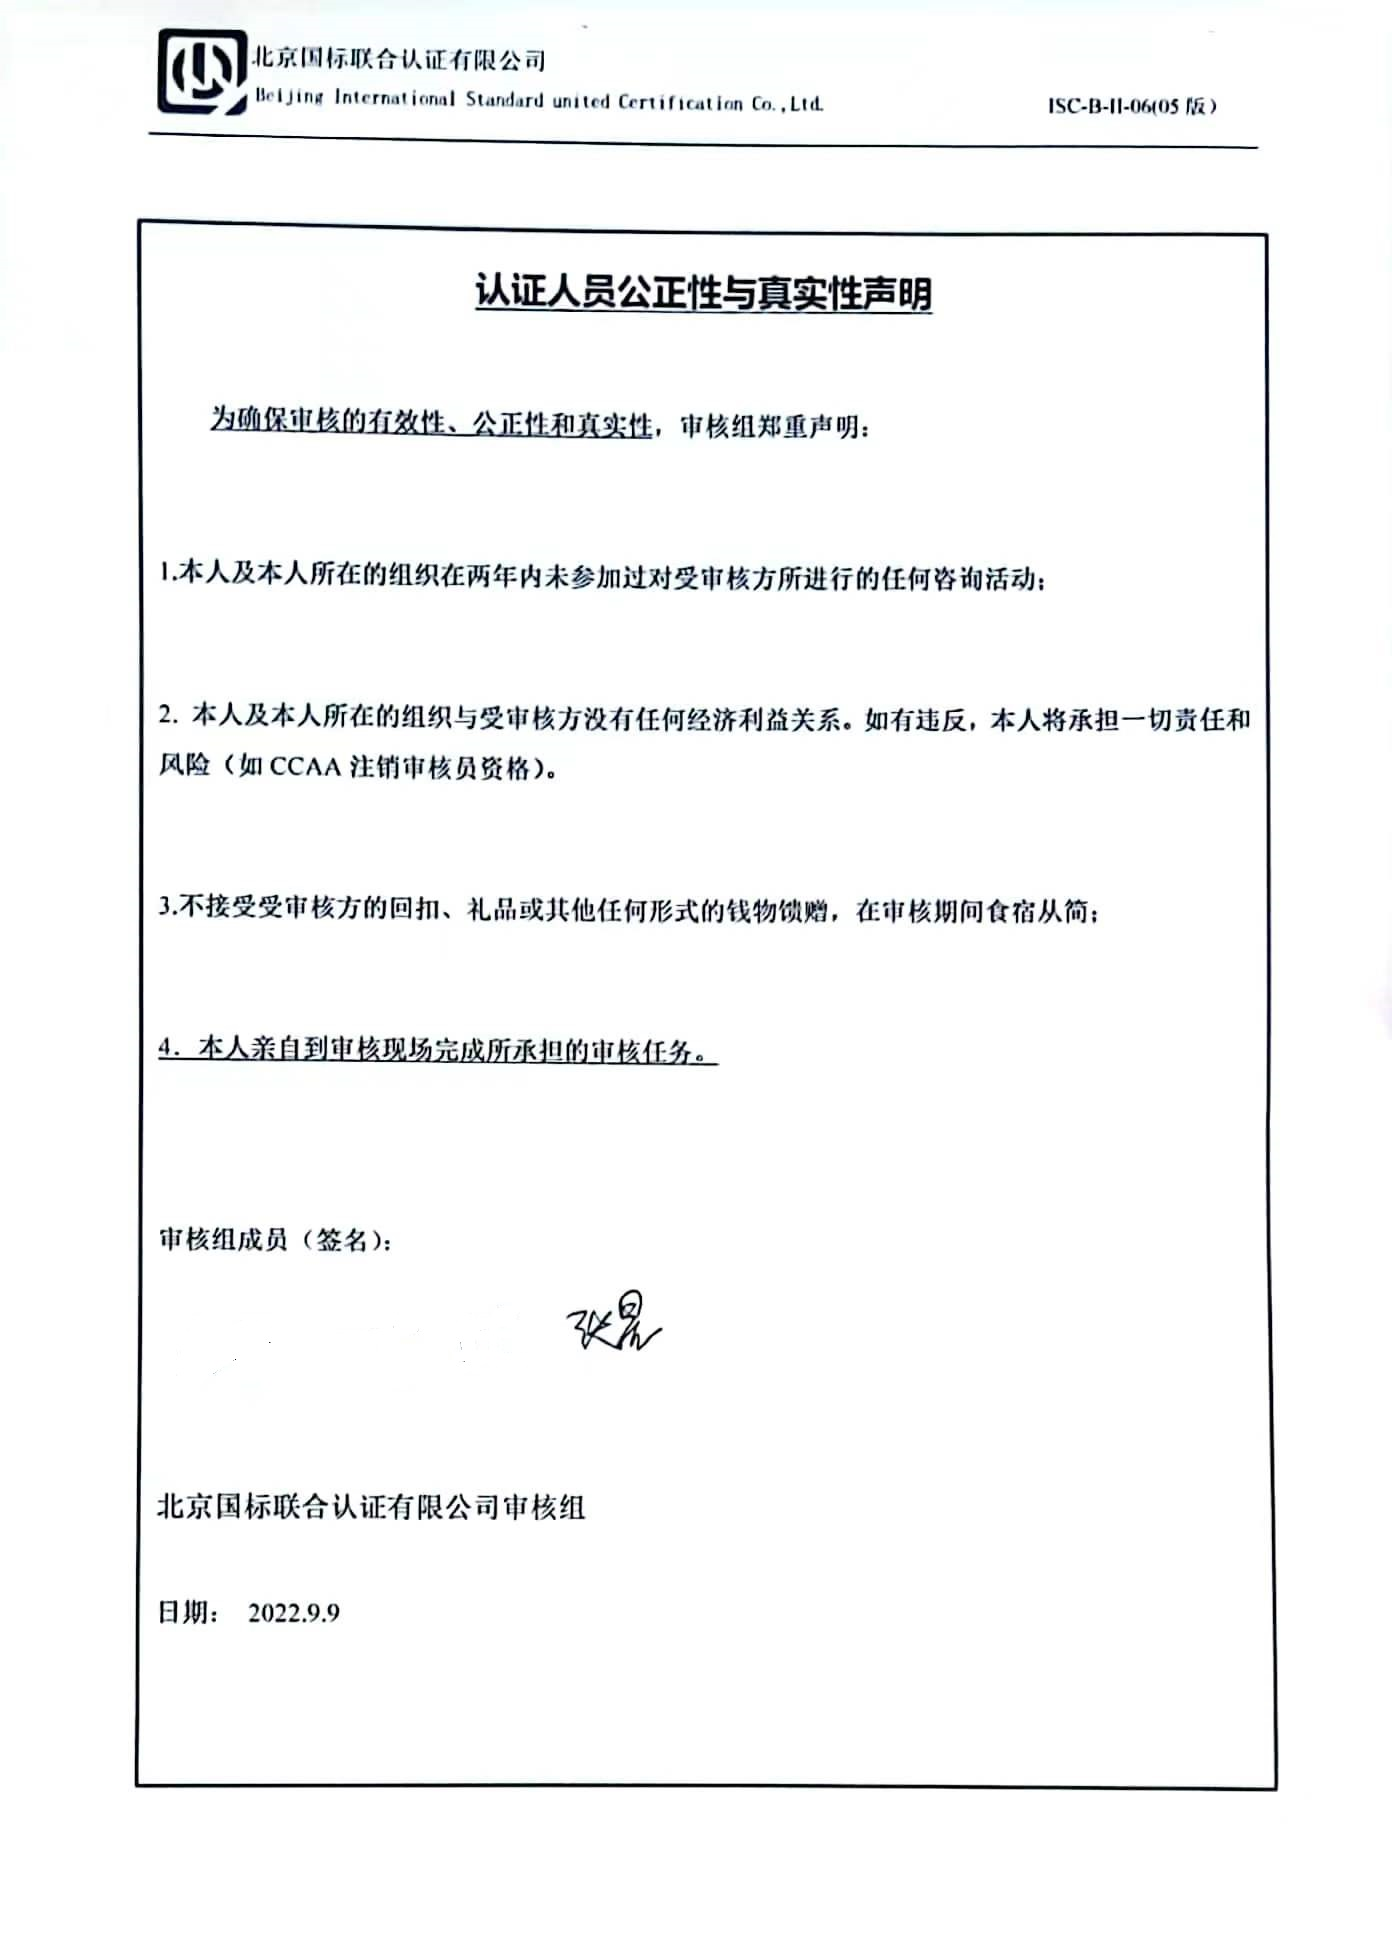 北京国标联合认证有限公司
Beijing International Standard united Certification Co.,Ltd.
ISC-B-II-06(05版)
认证人员公正性与真实性声明
为确保审核的有效性、公正性和真实性，审核组郑重声明：
1.本人及本人所在的组织在两年内未参加过对受审核方所进行的任何咨询活动；
2. 本人及本人所在的组织与受审核方没有任何经济利益关系。如有违反，本人将承担一切责任和
风险（如 CCAA 注销审核员资格）。
3.不接受受审核方的回扣、礼品或其他任何形式的钱物馈赠，在审核期间食宿从简；
4. 本人亲自到审核现场完成所承担的审核任务。
审核组成员（签名）：
张晨
北京国标联合认证有限公司审核组
日期： 2022.9.9